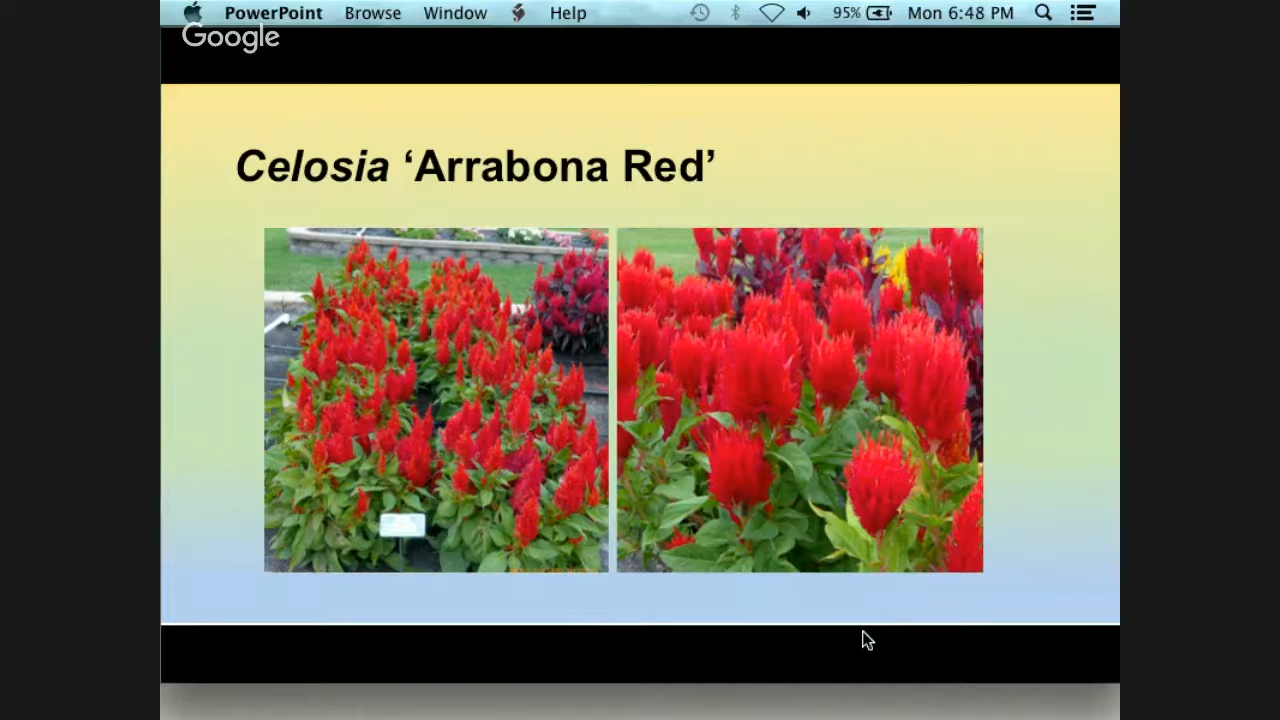 PowerPoint Browse Window Help 95% Mon 6:48 PM
Google
Celosia ‘Arrabona Red’